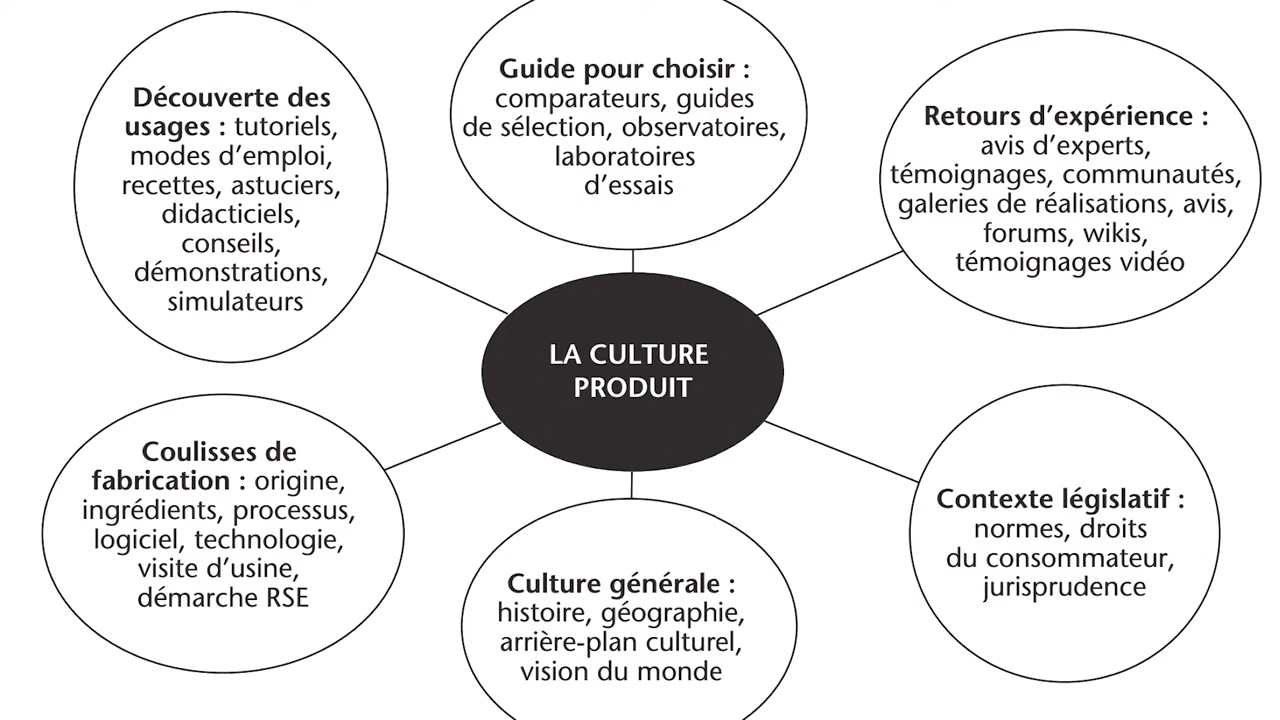 Découverte des
usages : tutoriels,
modes d’emploi,
recettes, astuciers,
didacticiels,
conseils,
démonstrations,
simulateurs
Guide pour choisir :
comparateurs, guides
de sélection, observatoires,
laboratoires
d’essais
Retours d’expérience :
avis d’experts,
témoignages, communautés,
galeries de réalisations, avis,
forums, wikis,
témoignages vidéo
LA CULTURE
PRODUIT
Coulisses de
fabrication : origine,
ingrédients, processus,
logiciel, technologie,
visite d’usine,
démarche RSE
Culture générale :
histoire, géographie,
arrière-plan culturel,
vision du monde
Contexte législatif :
normes, droits
du consommateur,
jurisprudence